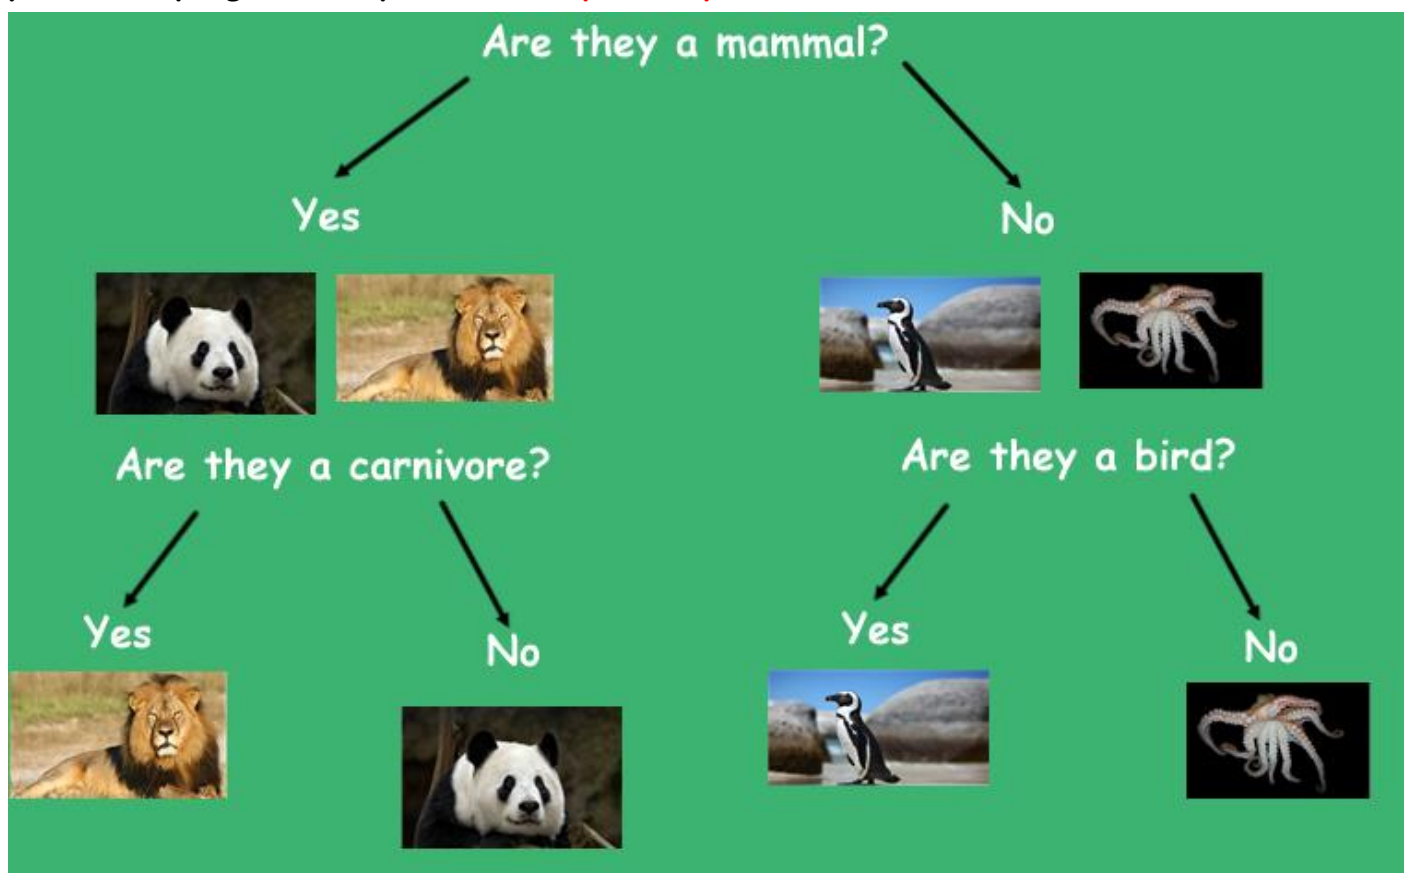 Are they a mammal?
Yes
No
Are they a carnivore?
Are they a bird?
Yes
No
Yes
No